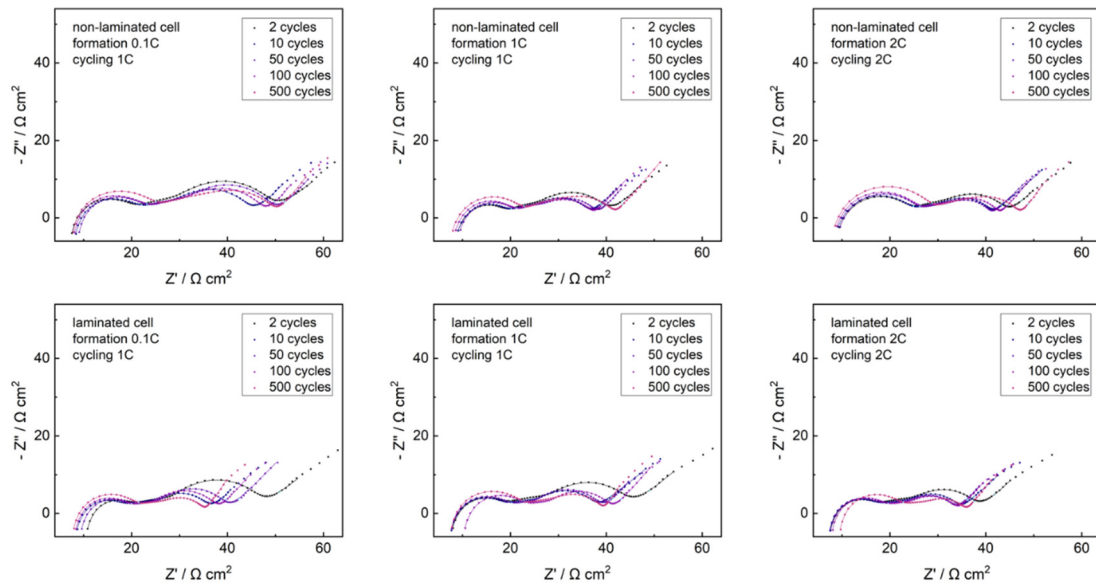 non-laminated cell
formation 0.1C
cycling 1C
2 cycles
10 cycles
50 cycles
100 cycles
500 cycles
- Z'' / Ω cm²
40
20
0
20
40
60
Z' / Ω cm²
non-laminated cell
formation 1C
cycling 1C
2 cycles
10 cycles
50 cycles
100 cycles
500 cycles
- Z'' / Ω cm²
40
20
0
20
40
60
Z' / Ω cm²
non-laminated cell
formation 2C
cycling 2C
2 cycles
10 cycles
50 cycles
100 cycles
500 cycles
- Z'' / Ω cm²
40
20
0
20
40
60
Z' / Ω cm²
laminated cell
formation 0.1C
cycling 1C
2 cycles
10 cycles
50 cycles
100 cycles
500 cycles
- Z'' / Ω cm²
40
20
0
20
40
60
Z' / Ω cm²
laminated cell
formation 1C
cycling 1C
2 cycles
10 cycles
50 cycles
100 cycles
500 cycles
- Z'' / Ω cm²
40
20
0
20
40
60
Z' / Ω cm²
laminated cell
formation 2C
cycling 2C
2 cycles
10 cycles
50 cycles
100 cycles
500 cycles
- Z'' / Ω cm²
40
20
0
20
40
60
Z' / Ω cm²